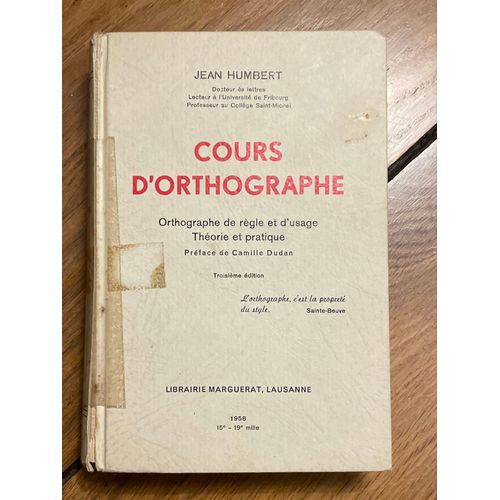 JEAN HUMBERT
Docteur ès lettres
Lecteur à l'Université de Fribourg
Professeur au Collège Saint-Michel
COURS
D'ORTHOGRAPHE
Orthographe de règle et d'usage
Théorie et pratique
Préface de Camille Dudan
Troisième édition
L'orthographe, c'est la propreté
du style. Sainte-Beuve
LIBRAIRIE MARGUERAT, LAUSANNE
1958
15e - 19e mille